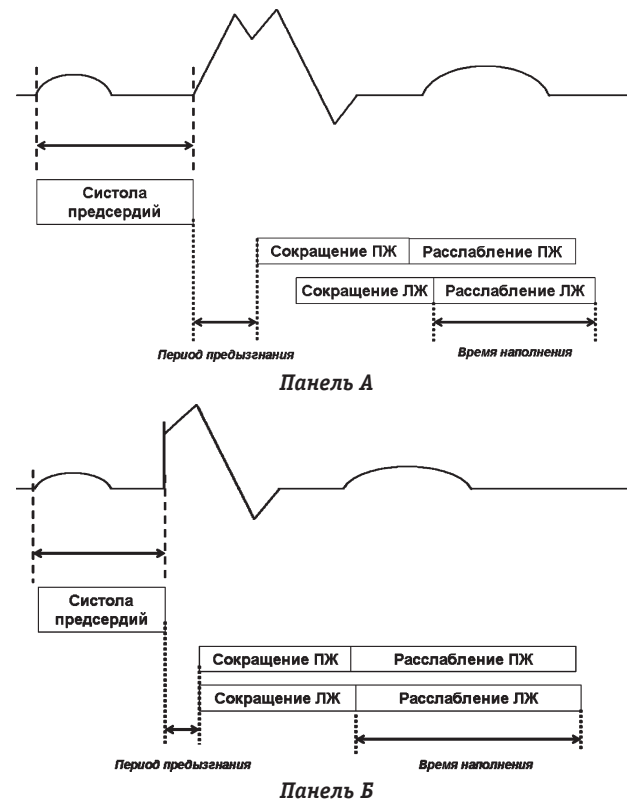 Систола
предсердий
Сокращение ПЖ Расслабление ПЖ
Сокращение ЛЖ Расслабление ЛЖ
Период предызгнания Время наполнения
Панель А
Систола
предсердий
Сокращение ПЖ Расслабление ПЖ
Сокращение ЛЖ Расслабление ЛЖ
Период предызгнания Время наполнения
Панель Б